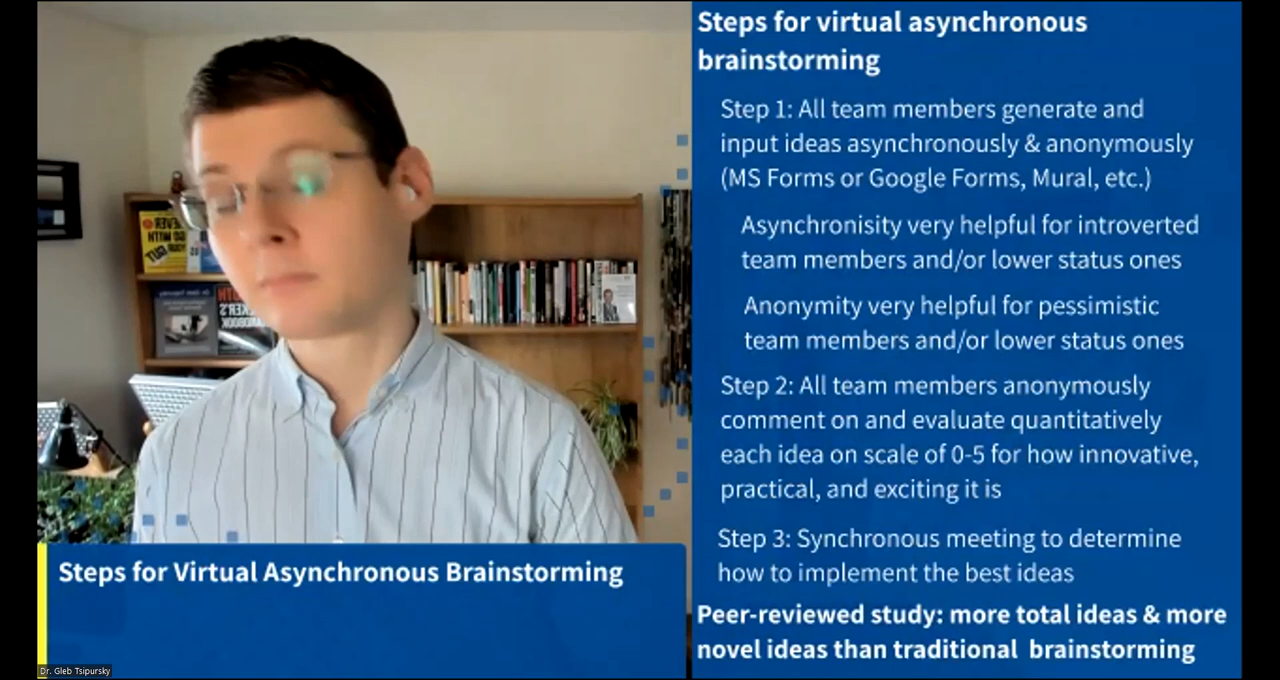 Steps for virtual asynchronous
brainstorming
Step 1: All team members generate and
input ideas asynchronously & anonymously
(MS Forms or Google Forms, Mural, etc.)
Asynchronisity very helpful for introverted
team members and/or lower status ones
Anonymity very helpful for pessimistic
team members and/or lower status ones
Step 2: All team members anonymously
comment on and evaluate quantitatively
each idea on scale of 0-5 for how innovative,
practical, and exciting it is
Step 3: Synchronous meeting to determine
how to implement the best ideas
Peer-reviewed study: more total ideas & more
novel ideas than traditional brainstorming
NEVER
GO WITH
YOUR
GUT
Steps for Virtual Asynchronous Brainstorming
Dr. Gleb Tsipursky